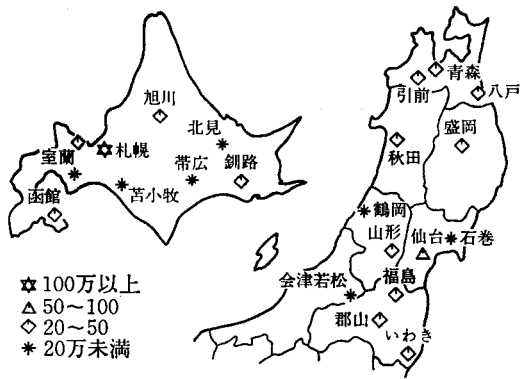 旭川
北見
札幌
室蘭
帯広
釧路
苫小牧
函館
青森
引前
八戸
盛岡
秋田
鶴岡
山形
仙台
石巻
会津若松
福島
郡山
いわき
100万以上
50~100
20~50
20万未満